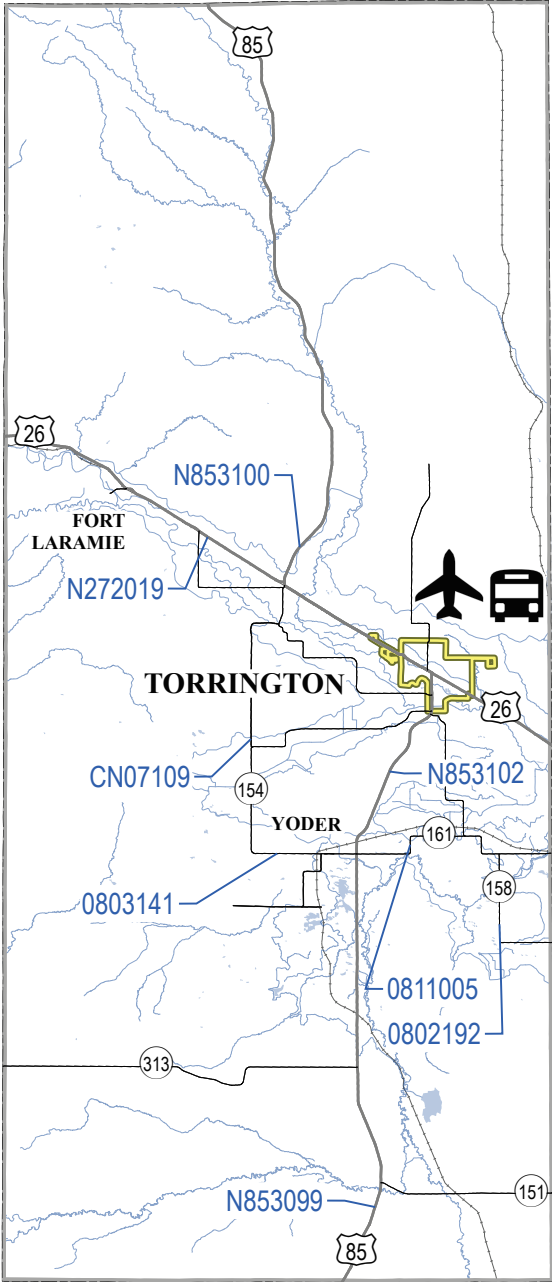 85
26
N853100
FORT
LARAMIE
N272019
TORRINGTON
26
CN07109
N853102
154
YODER
161
158
0803141
0811005
0802192
313
151
N853099
85